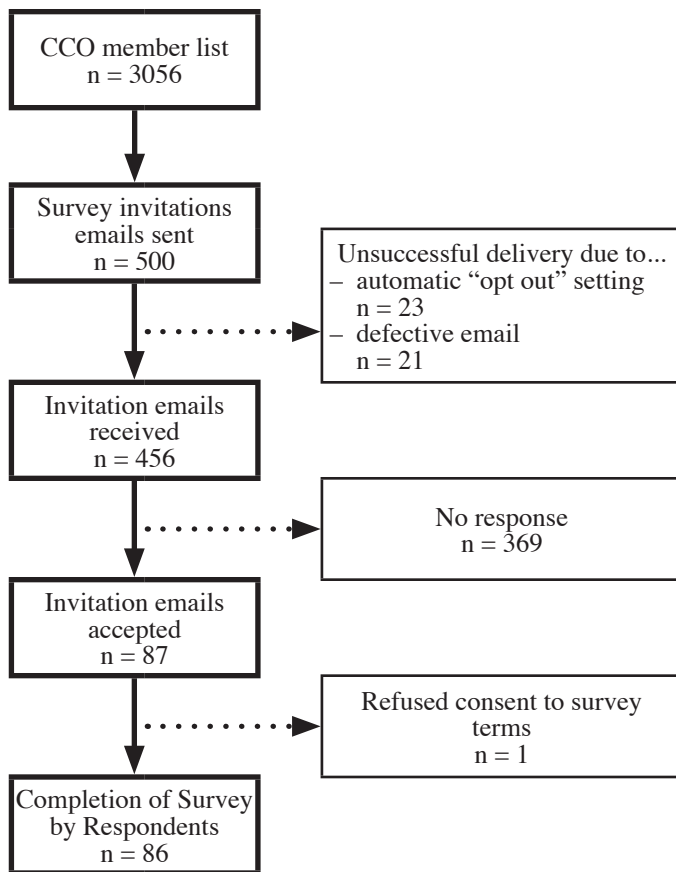 CCO member list
n = 3056
Survey invitations
emails sent
n = 500
Unsuccessful delivery due to...
– automatic “opt out” setting
n = 23
– defective email
n = 21
Invitation emails
received
n = 456
No response
n = 369
Invitation emails
accepted
n = 87
Refused consent to survey
terms
n = 1
Completion of Survey
by Respondents
n = 86